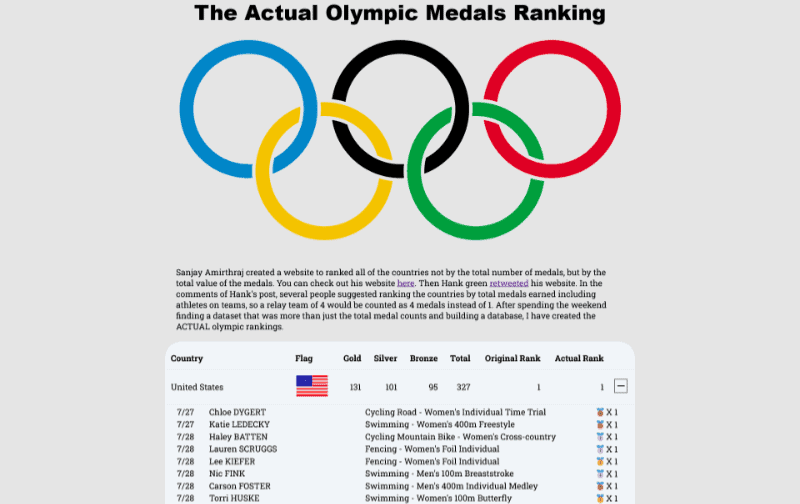 The Actual Olympic Medals Ranking
Sanjay Amirthraj created a website to ranked all of the countries not by the total number of medals, but by the
total value of the medals. You can check out his website here. Then Hank green retweeted his website. In the
comments of Hank's post, several people suggested ranking the countries by total medals earned including
athletes on teams, so a relay team of 4 would be counted as 4 medals instead of 1. After spending the weekend
finding a dataset that was more than just the total medal counts and building a database, I have created the
ACTUAL olympic rankings.
Country Flag Gold Silver Bronze Total Original Rank Actual Rank
United States 131 101 95 327 1 1
7/27 Chloe DYGERT Cycling Road - Women's Individual Time Trial X 1
7/27 Katie LEDECKY Swimming - Women's 400m Freestyle X 1
7/28 Haley BATTEN Cycling Mountain Bike - Women's Cross-country X 1
7/28 Lauren SCRUGGS Fencing - Women's Foil Individual X 1
7/28 Lee KIEFER Fencing - Women's Foil Individual X 1
7/28 Nic FINK Swimming - Men's 100m Breaststroke X 1
7/28 Carson FOSTER Swimming - Men's 400m Individual Medley X 1
7/28 Torri HUSKE Swimming - Women's 100m Butterfly X 1